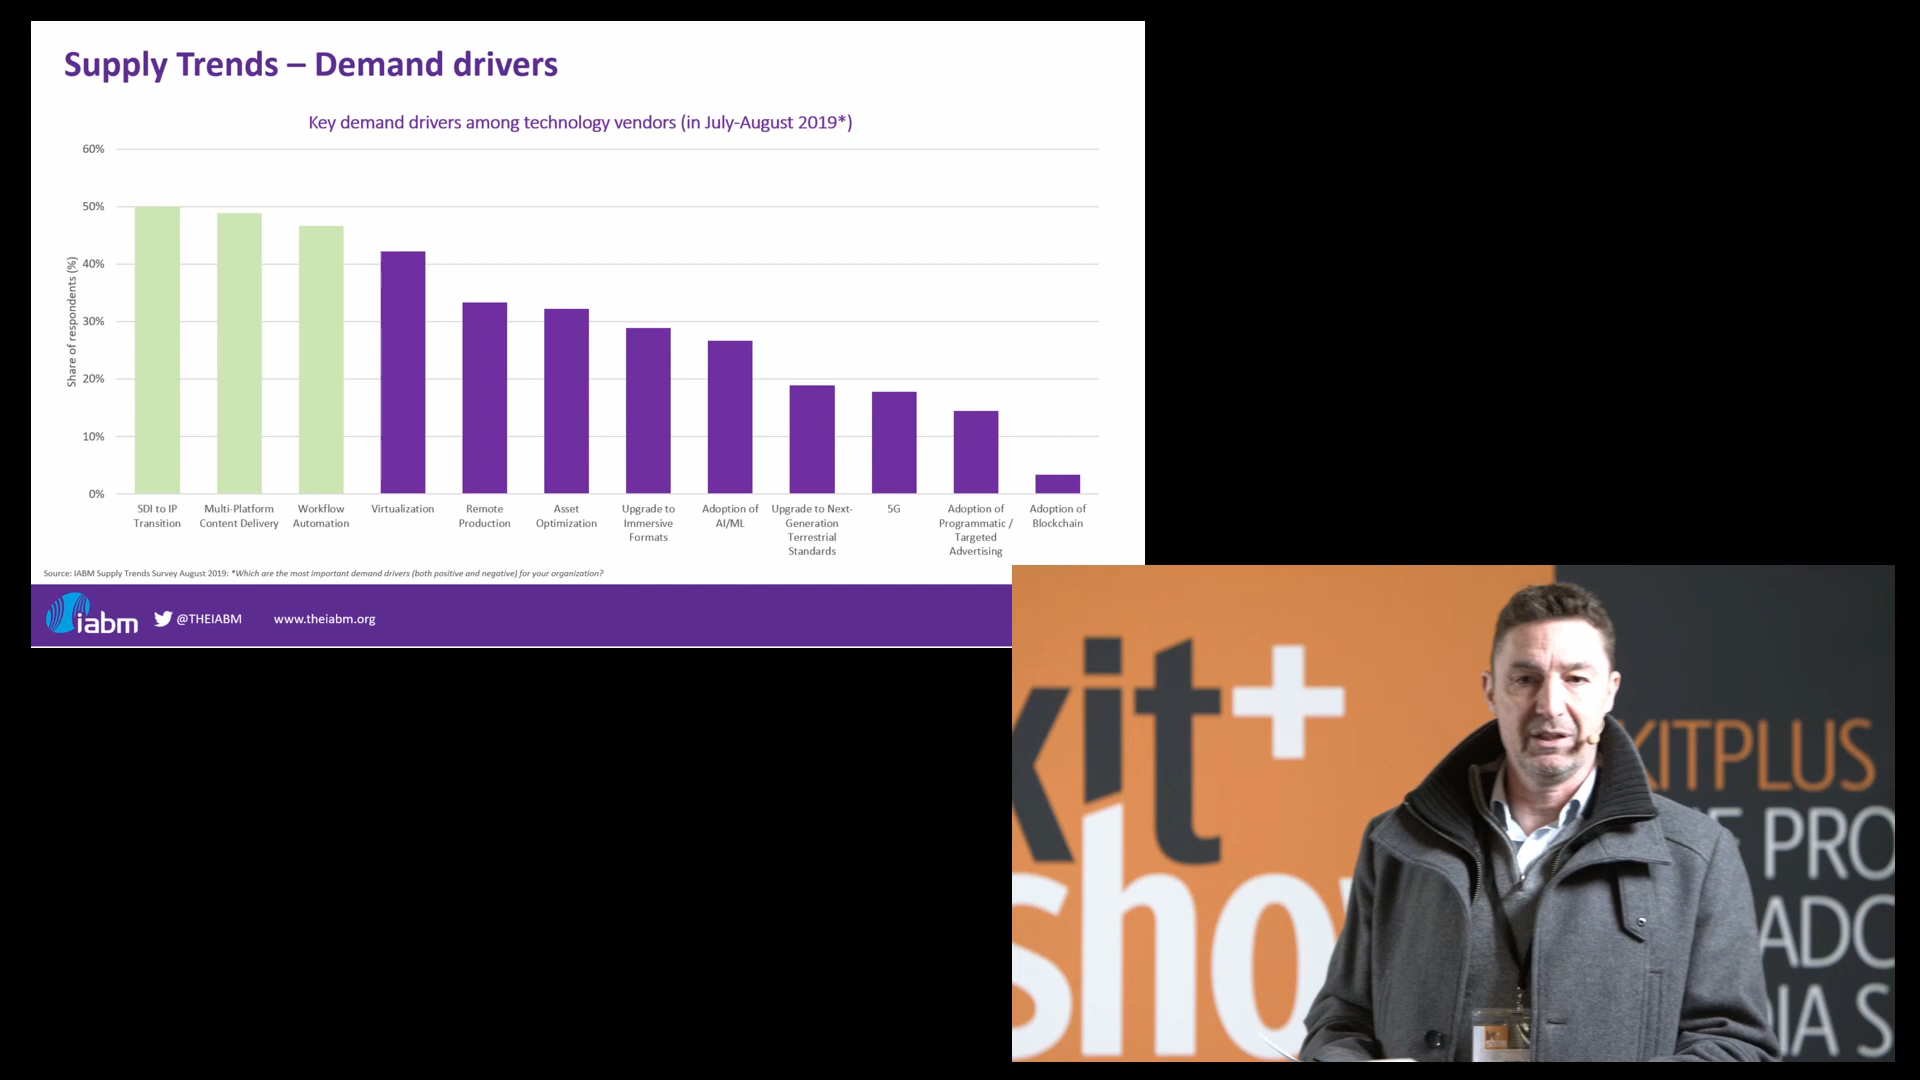 Supply Trends – Demand drivers
Key demand drivers among technology vendors (in July-August 2019*)
Share of respondents (%)
60%
50%
40%
30%
20%
10%
0%
SDI to IP
Transition
Multi-Platform
Content Delivery
Workflow
Automation
Virtualization
Remote
Production
Asset
Optimization
Upgrade to
Immersive
Formats
Adoption of
AI/ML
Upgrade to Next-
Generation
Terrestrial
Standards
5G
Adoption of
Programmatic /
Targeted
Advertising
Adoption of
Blockchain
Source: IABM Supply Trends Survey August 2019: *Which are the most important demand drivers (both positive and negative) for your organization?
iabm
@THEIABM
www.theiabm.org
kit+
show
KITPLUS
PRO
ADC
DIA S